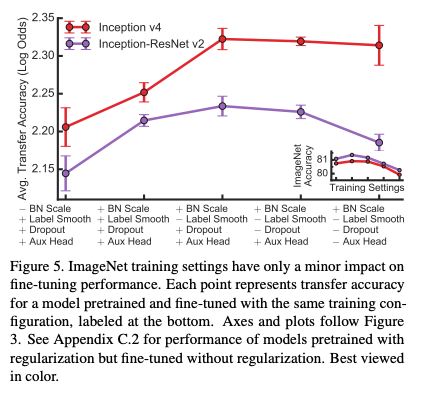 Avg. Transfer Accuracy (Log Odds)
2.35
2.30
2.25
2.20
2.15
Inception v4
Inception-ResNet v2
ImageNet
Accuracy
81
80
Training Settings
− BN Scale + BN Scale + BN Scale + BN Scale + BN Scale
+ Label Smooth + Label Smooth − Label Smooth − Label Smooth − Label Smooth
+ Dropout + Dropout + Dropout − Dropout − Dropout
+ Aux Head + Aux Head + Aux Head + Aux Head − Aux Head
Figure 5. ImageNet training settings have only a minor impact on
fine-tuning performance. Each point represents transfer accuracy
for a model pretrained and fine-tuned with the same training con-
figuration, labeled at the bottom. Axes and plots follow Figure
3. See Appendix C.2 for performance of models pretrained with
regularization but fine-tuned without regularization. Best viewed
in color.